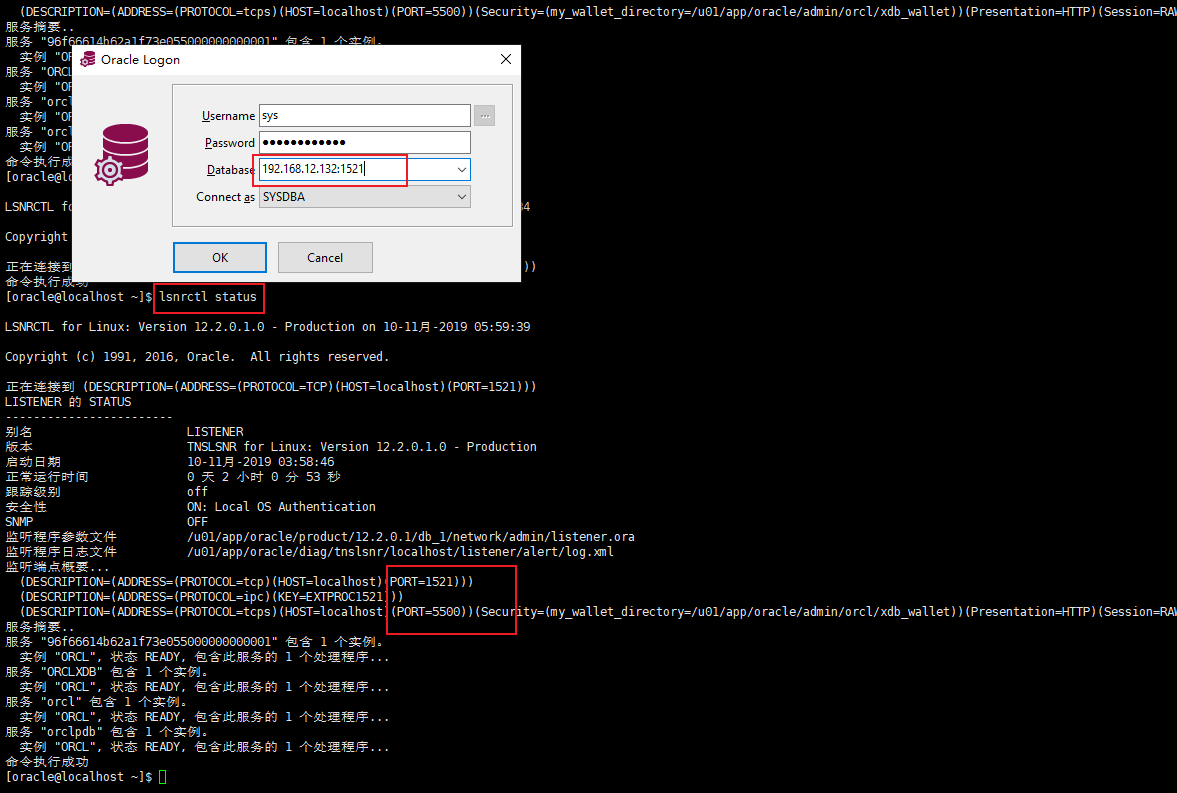 (DESCRIPTION=(ADDRESS=(PROTOCOL=tcps)(HOST=localhost)(PORT=5500))(Security=(my_wallet_directory=/u01/app/oracle/admin/orcl/xdb_wallet))(Presentation=HTTP)(Session=RAW
服务摘要..
服务 "96f66614b62a1f73e055000000000001" 包含 1 个实例。
实例 "OR
服务 "ORCL
实例 "OR
服务 "orcl
实例 "OR
服务 "orcl
实例 "OR
命令执行成
[oracle@lo
Oracle Logon
Username sys
...
Password ●●●●●●●●●●●●
Database 192.168.12.132:1521
Connect as SYSDBA
OK Cancel
LSNRCTL fo
Copyright
正在连接到 ))
命令执行成功
[oracle@localhost ~]$ lsnrctl status
LSNRCTL for Linux: Version 12.2.0.1.0 - Production on 10-11月-2019 05:59:39
Copyright (c) 1991, 2016, Oracle.  All rights reserved.
正在连接到 (DESCRIPTION=(ADDRESS=(PROTOCOL=TCP)(HOST=localhost)(PORT=1521)))
LISTENER 的 STATUS
------------------------
别名 LISTENER
版本 TNSLSNR for Linux: Version 12.2.0.1.0 - Production
启动日期 10-11月-2019 03:58:46
正常运行时间 0 天 2 小时 0 分 53 秒
跟踪级别 off
安全性 ON: Local OS Authentication
SNMP OFF
监听程序参数文件 /u01/app/oracle/product/12.2.0.1/db_1/network/admin/listener.ora
监听程序日志文件 /u01/app/oracle/diag/tnslsnr/localhost/listener/alert/log.xml
监听端点概要...
(DESCRIPTION=(ADDRESS=(PROTOCOL=tcp)(HOST=localhost)(PORT=1521)))
(DESCRIPTION=(ADDRESS=(PROTOCOL=ipc)(KEY=EXTPROC1521)))
(DESCRIPTION=(ADDRESS=(PROTOCOL=tcps)(HOST=localhost)(PORT=5500))(Security=(my_wallet_directory=/u01/app/oracle/admin/orcl/xdb_wallet))(Presentation=HTTP)(Session=RAW
服务摘要..
服务 "96f66614b62a1f73e055000000000001" 包含 1 个实例。
实例 "ORCL", 状态 READY, 包含此服务的 1 个处理程序...
服务 "ORCLXDB" 包含 1 个实例。
实例 "ORCL", 状态 READY, 包含此服务的 1 个处理程序...
服务 "orcl" 包含 1 个实例。
实例 "ORCL", 状态 READY, 包含此服务的 1 个处理程序...
服务 "orclpdb" 包含 1 个实例。
实例 "ORCL", 状态 READY, 包含此服务的 1 个处理程序...
命令执行成功
[oracle@localhost ~]$